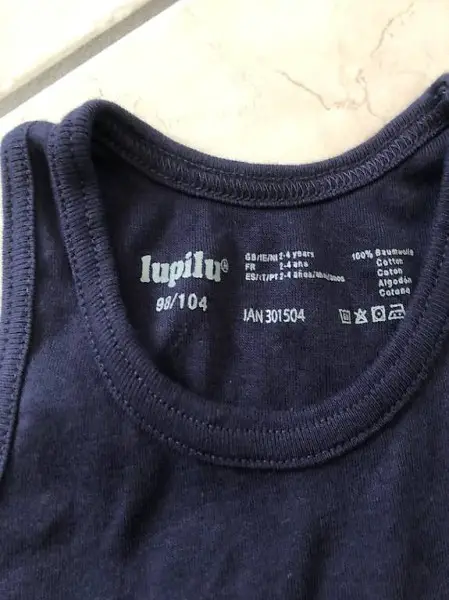 lupilu®
98/104
GB/IE/NI 2-4 years
FR 2-4 ans
ES/IT/PT 2-4 años/anni/anos
IAN 301504
100% Baumwolle
Cotton
Coton
Algodón
Cotone